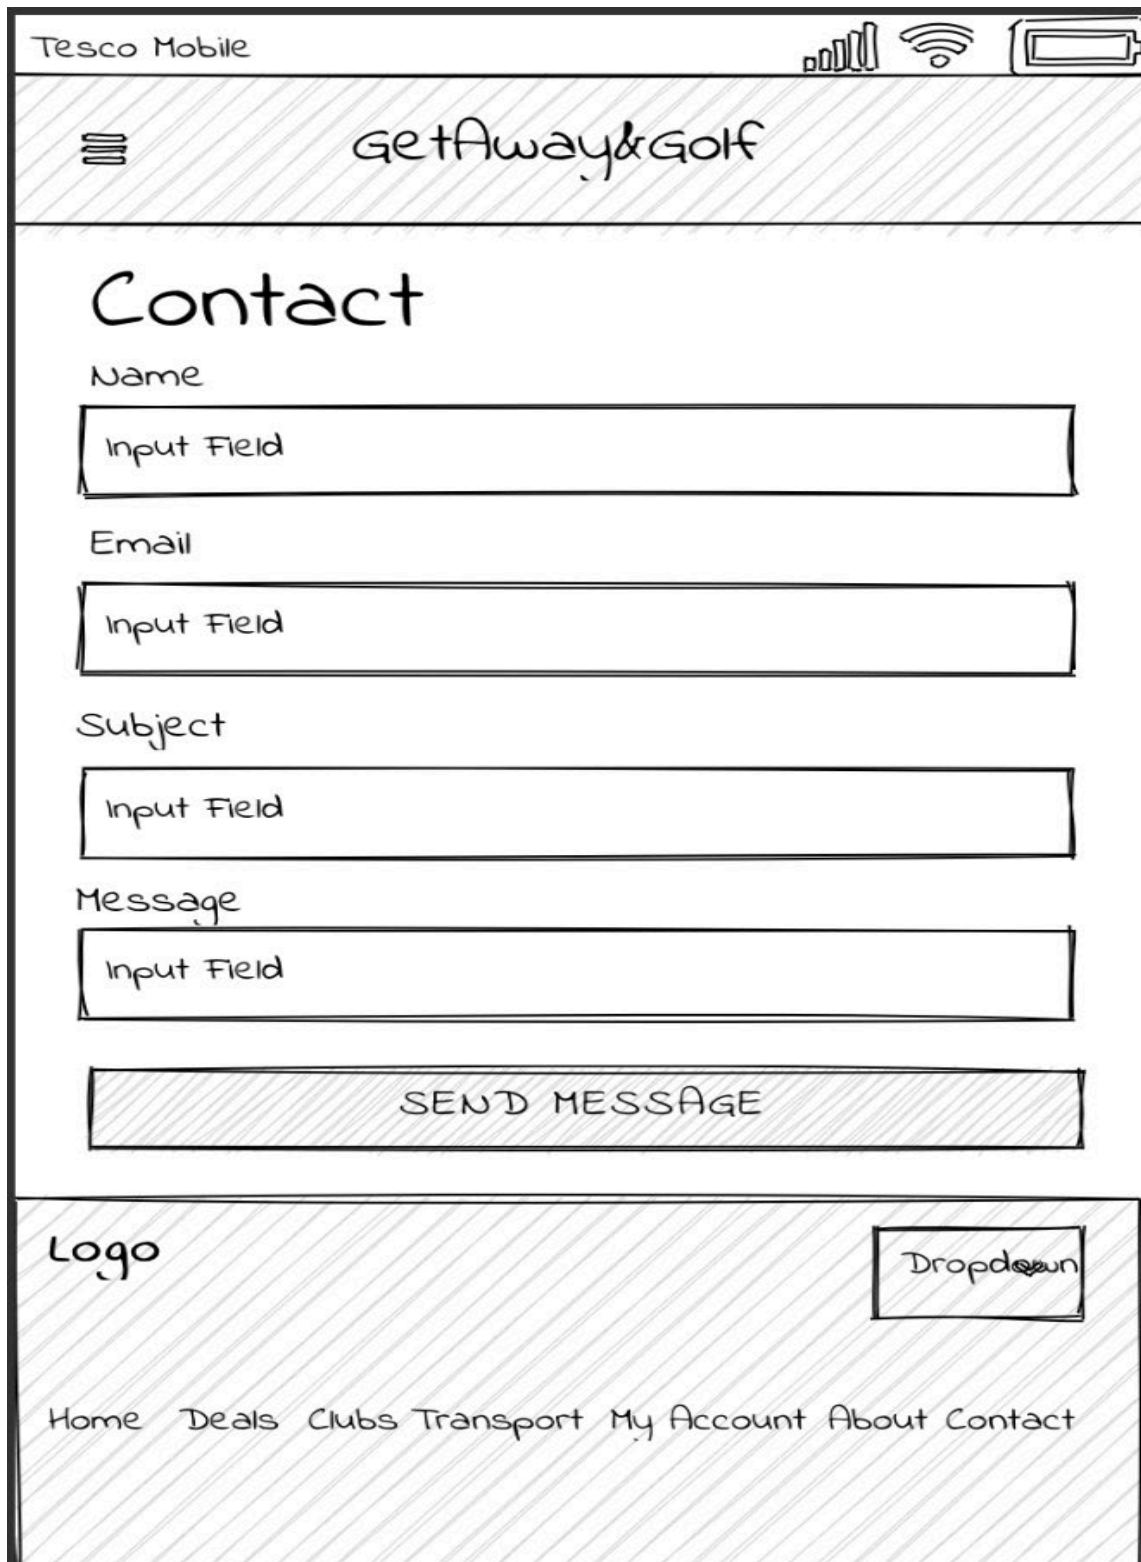 Tesco Mobile
GetAway&Golf
Contact
Name
Input Field
Email
Input Field
Subject
Input Field
Message
Input Field
SEND MESSAGE
Logo
Dropdown
Home Deals Clubs Transport My Account About Contact